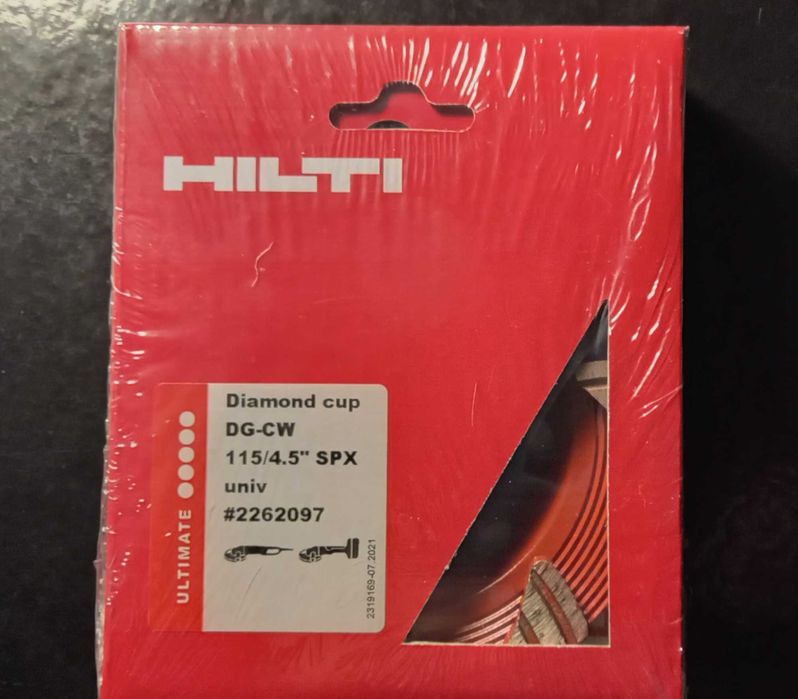 HILTI
ULTIMATE
Diamond cup
DG-CW
115/4.5" SPX
univ
#2262097
2319169-07.2021